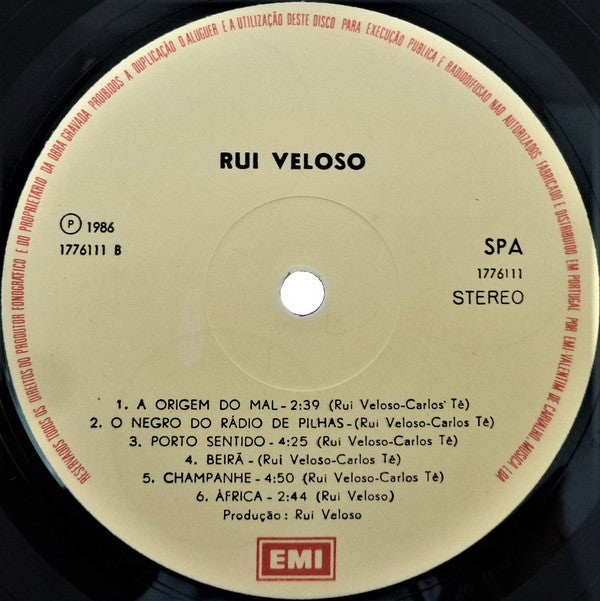 RESERVADOS TODOS OS DIREITOS DO PRODUTOR FONOGRÁFICO E DO PROPRIETÁRIO DA OBRA GRAVADA PROIBIDOS A DUPLICAÇÃO O ALUGUER E A UTILIZAÇÃO DESTE DISCO PARA EXECUÇÃO PUBLICA E RADIODIFUSÃO NÃO AUTORIZADOS FABRICADO E DISTRIBUIDO EM PORTUGAL POR EMI VALENTIM DE CARVALHO MUSICA LDA
RUI VELOSO
Ⓟ 1986
1776111 B
SPA
1776111
STEREO
1. A ORIGEM DO MAL - 2:39 (Rui Veloso-Carlos Tê)
2. O NEGRO DO RÁDIO DE PILHAS - (Rui Veloso-Carlos Tê)
3. PORTO SENTIDO - 4:25 (Rui Veloso-Carlos Tê)
4. BEIRÃ - (Rui Veloso-Carlos Tê)
5. CHAMPANHE - 4:50 (Rui Veloso-Carlos Tê)
6. ÀFRICA - 2:44 (Rui Veloso)
Produção : Rui Veloso
EMI